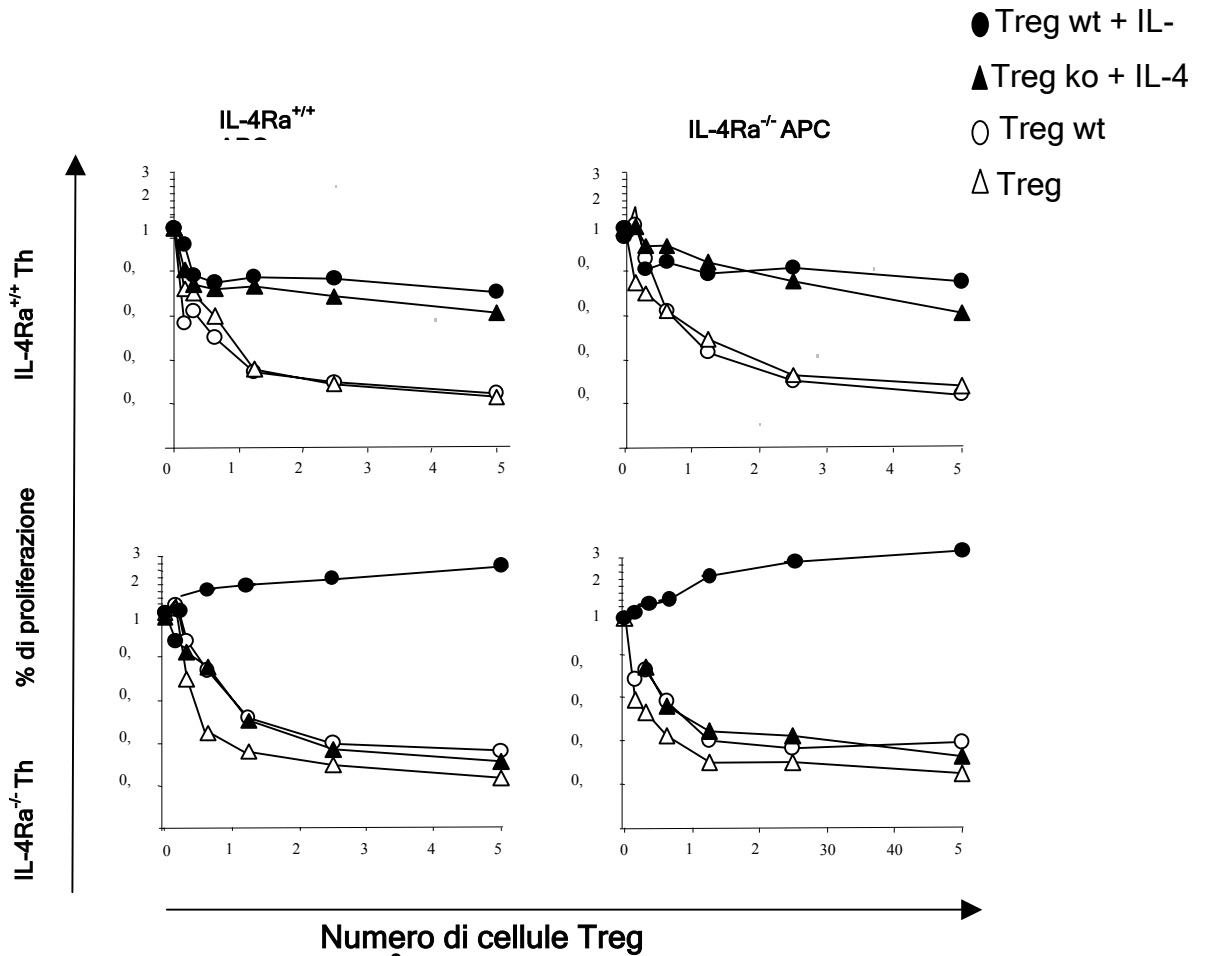 Treg wt + IL-
Treg ko + IL-4
Treg wt
Treg
IL-4Ra+/+
IL-4Ra-/- APC
IL-4Ra+/+ Th
% di proliferazione
IL-4Ra-/- Th
3
2
1
0,
0,
0,
0,
0 1 2 3 4 5
3
2
1
0,
0,
0,
0,
0 1 2 3 4 5
3
2
1
0,
0,
0,
0,
0 1 2 3 4 5
3
2
1
0,
0,
0,
0,
0 1 2 30 4 5
Numero di cellule Treg